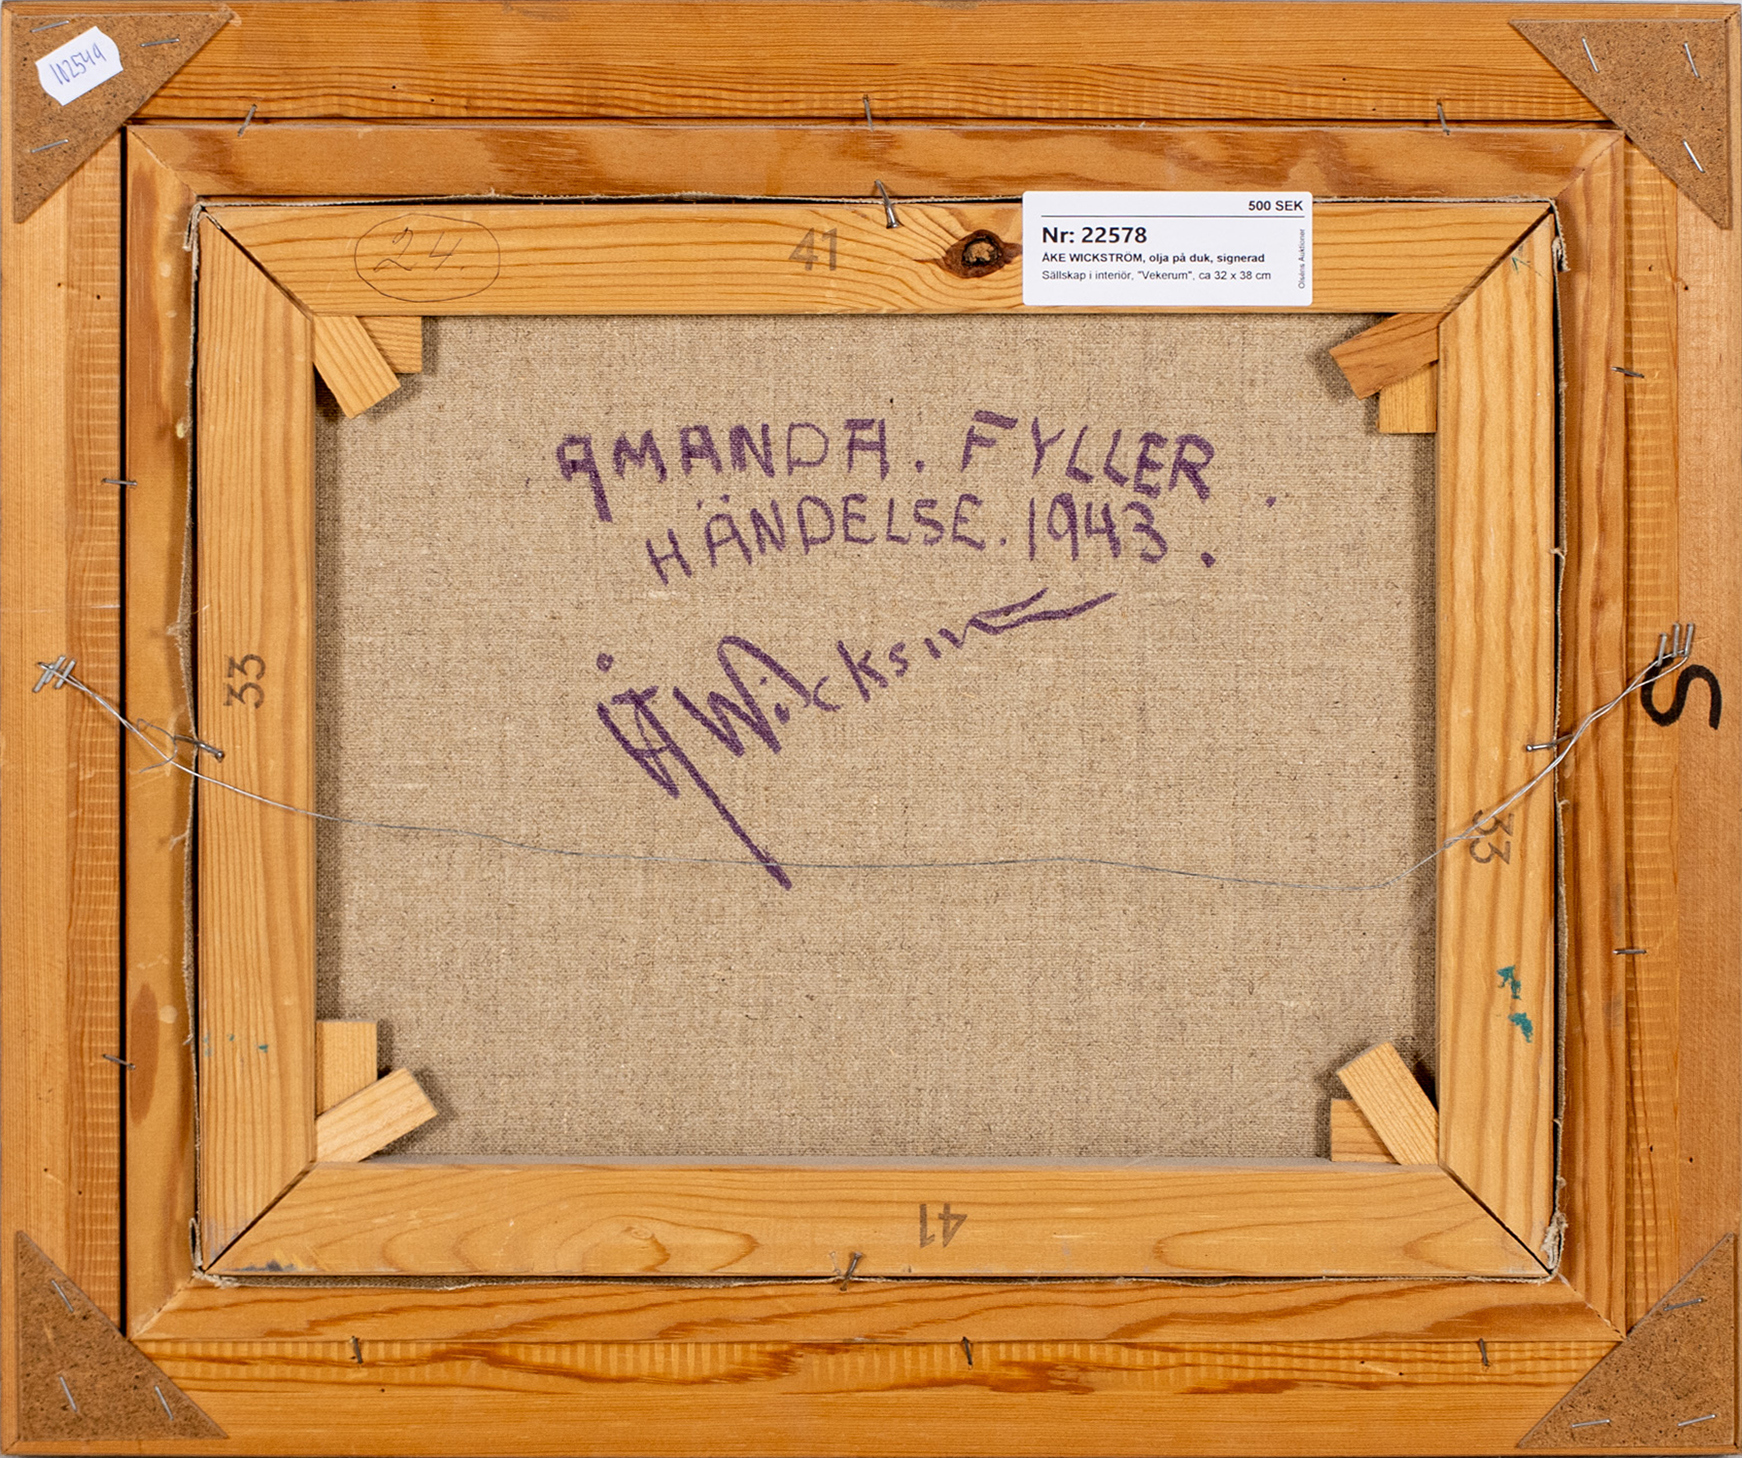 102549
24.
41
500 SEK
Nr: 22578
ÅKE WICKSTRÖM, olja på duk, signerad
Sällskap i interiör, "Vekerum", ca 32 x 38 cm
Olséns Auktioner
AMANDA. FYLLER.
HÄNDELSE. 1943.
Å Wicksm
33
S
33
41